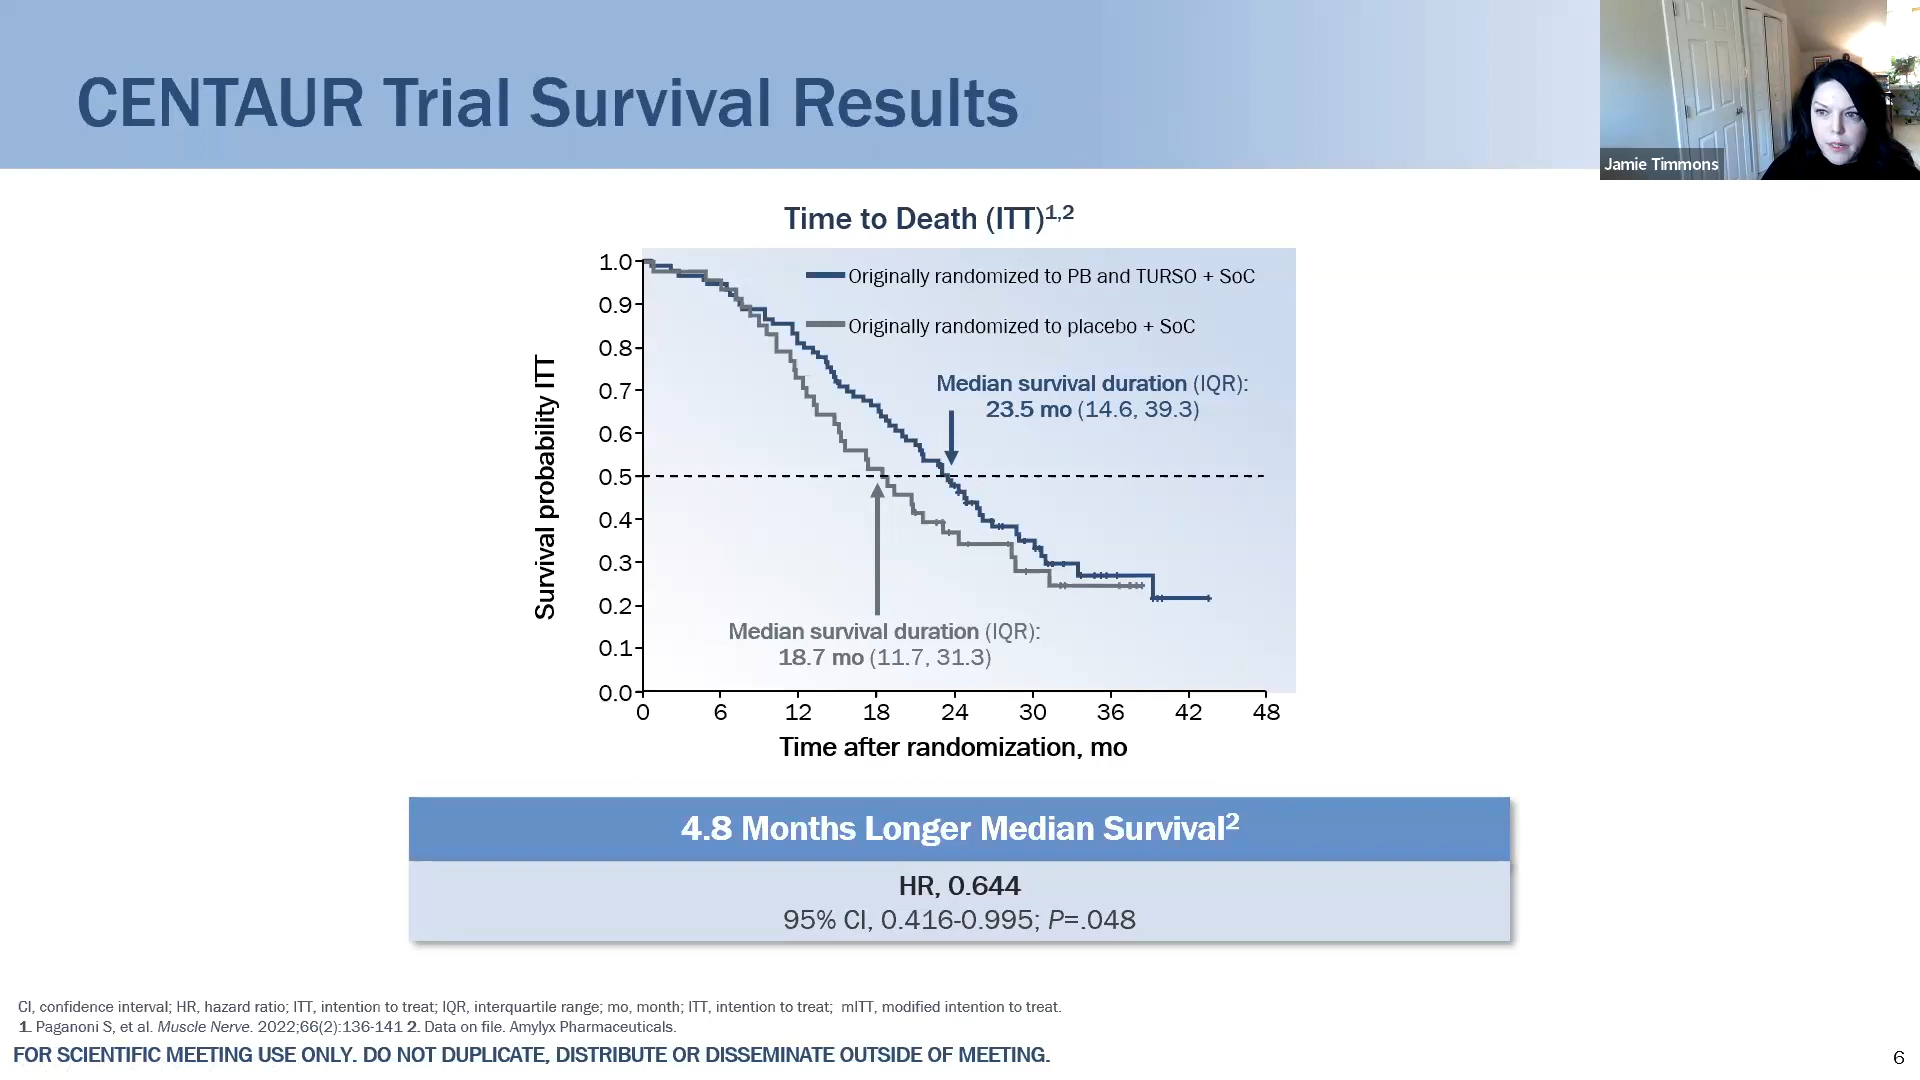 CENTAUR Trial Survival Results
Jamie Timmons
Time to Death (ITT)1,2
Survival probability ITT
1.0
0.9
0.8
0.7
0.6
0.5
0.4
0.3
0.2
0.1
0.0
Originally randomized to PB and TURSO + SoC
Originally randomized to placebo + SoC
Median survival duration (IQR):
23.5 mo (14.6, 39.3)
Median survival duration (IQR):
18.7 mo (11.7, 31.3)
0 6 12 18 24 30 36 42 48
Time after randomization, mo
4.8 Months Longer Median Survival2
HR, 0.644
95% CI, 0.416-0.995; P=.048
CI, confidence interval; HR, hazard ratio; ITT, intention to treat; IQR, interquartile range; mo, month; ITT, intention to treat; mITT, modified intention to treat.
1. Paganoni S, et al. Muscle Nerve. 2022;66(2):136-141 2. Data on file. Amylyx Pharmaceuticals.
FOR SCIENTIFIC MEETING USE ONLY. DO NOT DUPLICATE, DISTRIBUTE OR DISSEMINATE OUTSIDE OF MEETING.
6